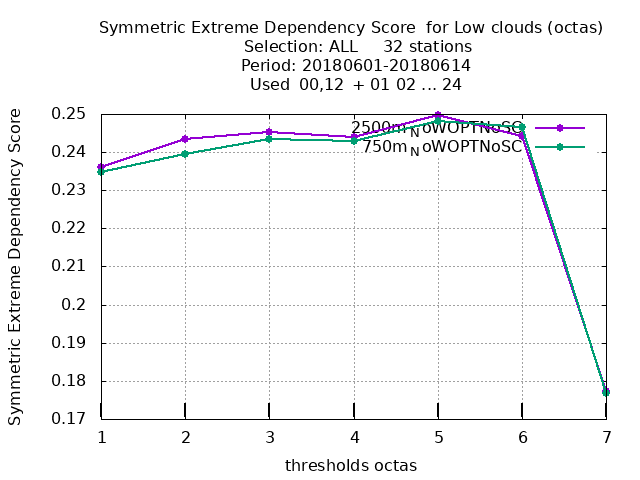 Symmetric Extreme Dependency Score  for Low clouds (octas)
Selection: ALL     32 stations
Period: 20180601-20180614
Used  00,12  + 01 02 ... 24
Symmetric Extreme Dependency Score
0.25
0.24
0.23
0.22
0.21
0.2
0.19
0.18
0.17
2500m_NoWOPTNoSC
750m_NoWOPTNoSC
1 2 3 4 5 6 7
thresholds octas